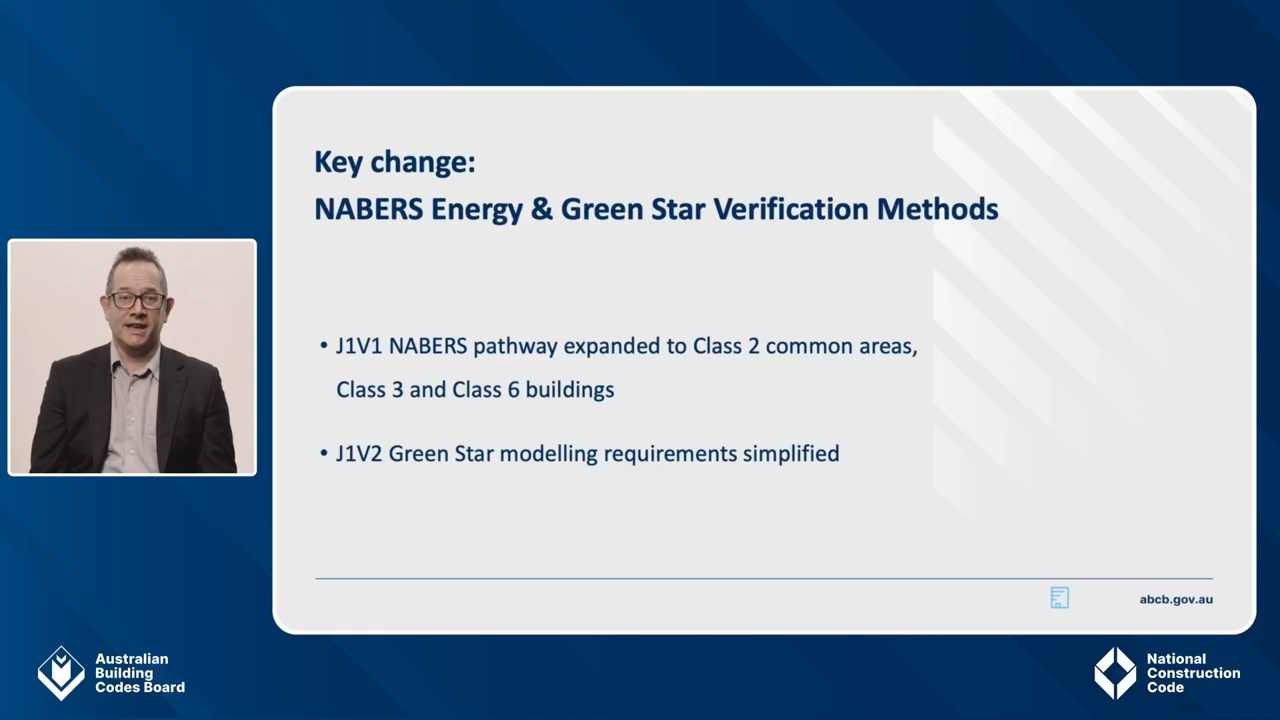 Key change:
NABERS Energy & Green Star Verification Methods
• J1V1 NABERS pathway expanded to Class 2 common areas,
Class 3 and Class 6 buildings
• J1V2 Green Star modelling requirements simplified
abcb.gov.au
Australian
Building
Codes Board
National
Construction
Code